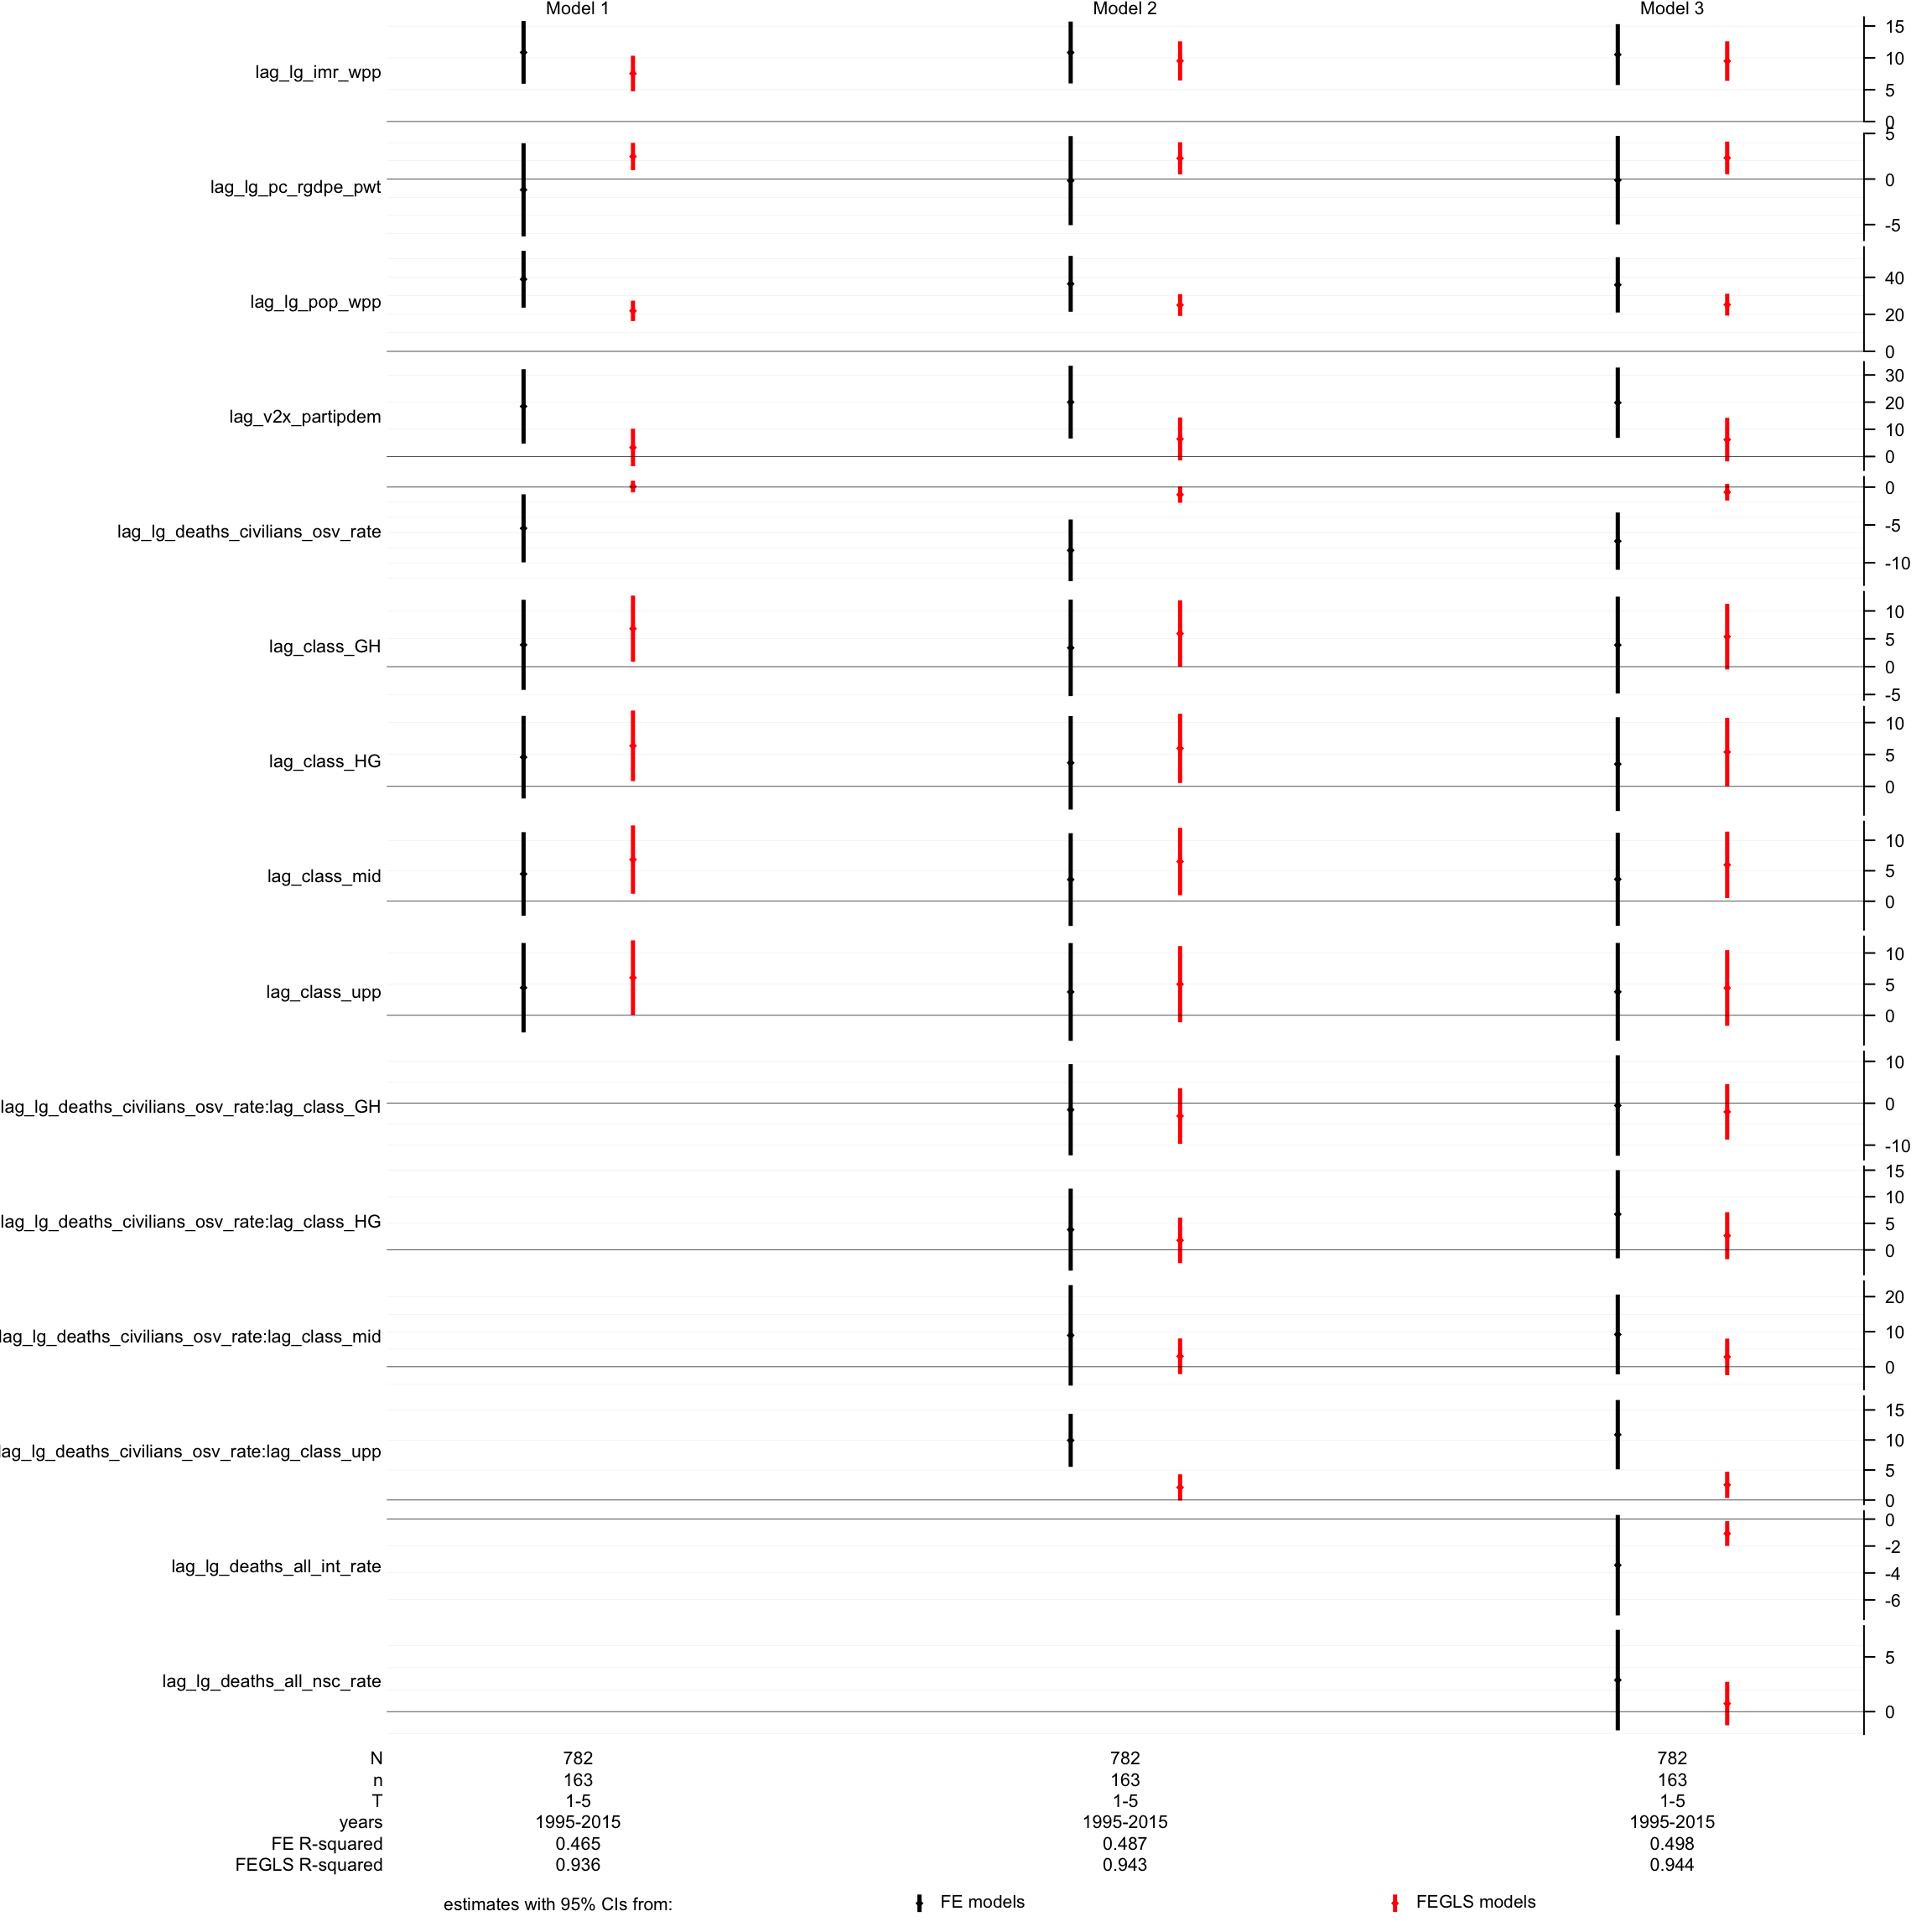 Model 1 Model 2 Model 3
lag_lg_imr_wpp
15
10
5
0
lag_lg_pc_rgdpe_pwt
5
0
-5
lag_lg_pop_wpp
40
20
0
lag_v2x_partipdem
30
20
10
0
lag_lg_deaths_civilians_osv_rate
0
-5
-10
lag_class_GH
10
5
0
-5
lag_class_HG
10
5
0
lag_class_mid
10
5
0
lag_class_upp
10
5
0
lag_lg_deaths_civilians_osv_rate:lag_class_GH
10
0
-10
lag_lg_deaths_civilians_osv_rate:lag_class_HG
15
10
5
0
lag_lg_deaths_civilians_osv_rate:lag_class_mid
20
10
0
lag_lg_deaths_civilians_osv_rate:lag_class_upp
15
10
5
0
lag_lg_deaths_all_int_rate
0
-2
-4
-6
lag_lg_deaths_all_nsc_rate
5
0
N 782 782 782
n 163 163 163
T 1-5 1-5 1-5
years 1995-2015 1995-2015 1995-2015
FE R-squared 0.465 0.487 0.498
FEGLS R-squared 0.936 0.943 0.944
estimates with 95% CIs from: FE models FEGLS models